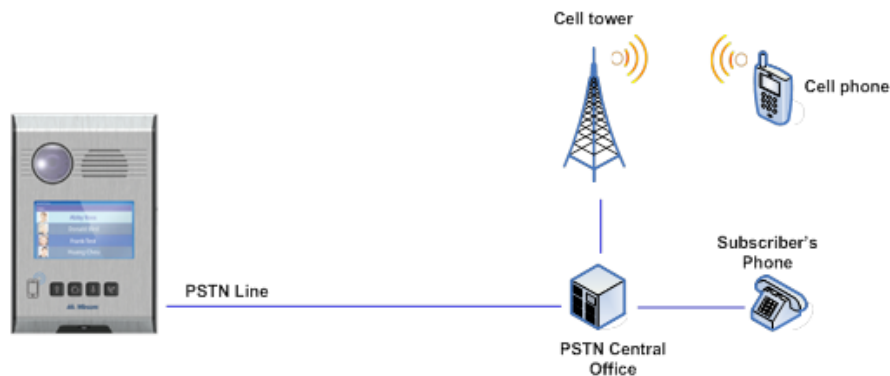 Cell tower
Cell phone
Subscriber's
Phone
PSTN Line
PSTN Central
Office